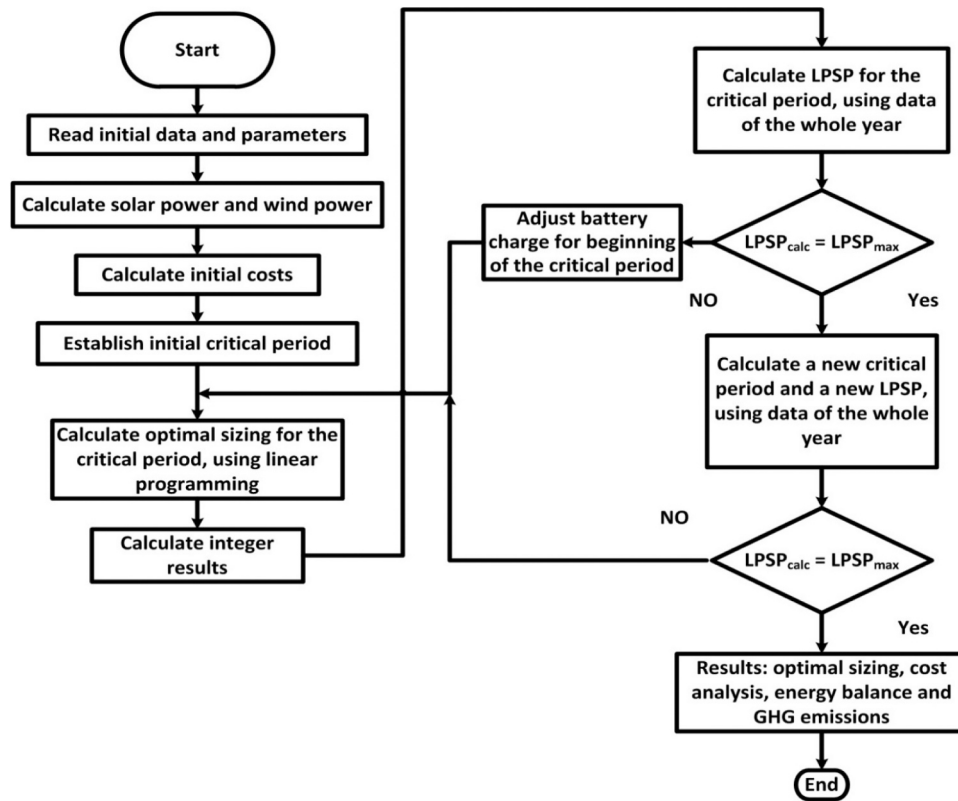 Start
Read initial data and parameters
Calculate solar power and wind power
Calculate initial costs
Establish initial critical period
Calculate optimal sizing for the
critical period, using linear
programming
Calculate integer
results
Calculate LPSP for the
critical period, using data
of the whole year
LPSPcalc = LPSPmax
Adjust battery
charge for beginning
of the critical period
NO
Yes
Calculate a new critical
period and a new LPSP,
using data of the whole
year
NO
LPSPcalc = LPSPmax
Yes
Results: optimal sizing, cost
analysis, energy balance and
GHG emissions
End